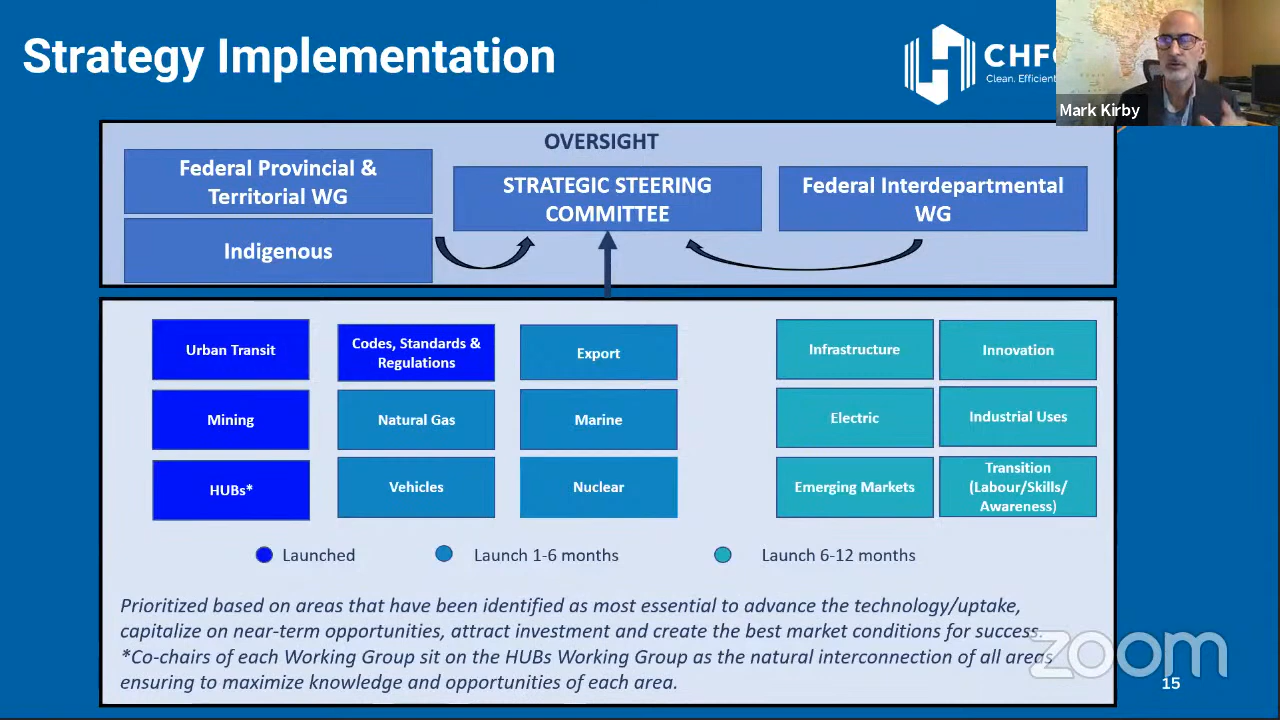 Strategy Implementation
CHFC
Clean. Efficient
Mark Kirby
OVERSIGHT
Federal Provincial &
Territorial WG
Indigenous
STRATEGIC STEERING
COMMITTEE
Federal Interdepartmental
WG
Urban Transit
Codes, Standards &
Regulations
Export
Infrastructure
Innovation
Mining
Natural Gas
Marine
Electric
Industrial Uses
HUBs*
Vehicles
Nuclear
Emerging Markets
Transition
(Labour/Skills/
Awareness)
Launched
Launch 1-6 months
Launch 6-12 months
Prioritized based on areas that have been identified as most essential to advance the technology/uptake,
capitalize on near-term opportunities, attract investment and create the best market conditions for success.
*Co-chairs of each Working Group sit on the HUBs Working Group as the natural interconnection of all areas
ensuring to maximize knowledge and opportunities of each area.
zoom
15